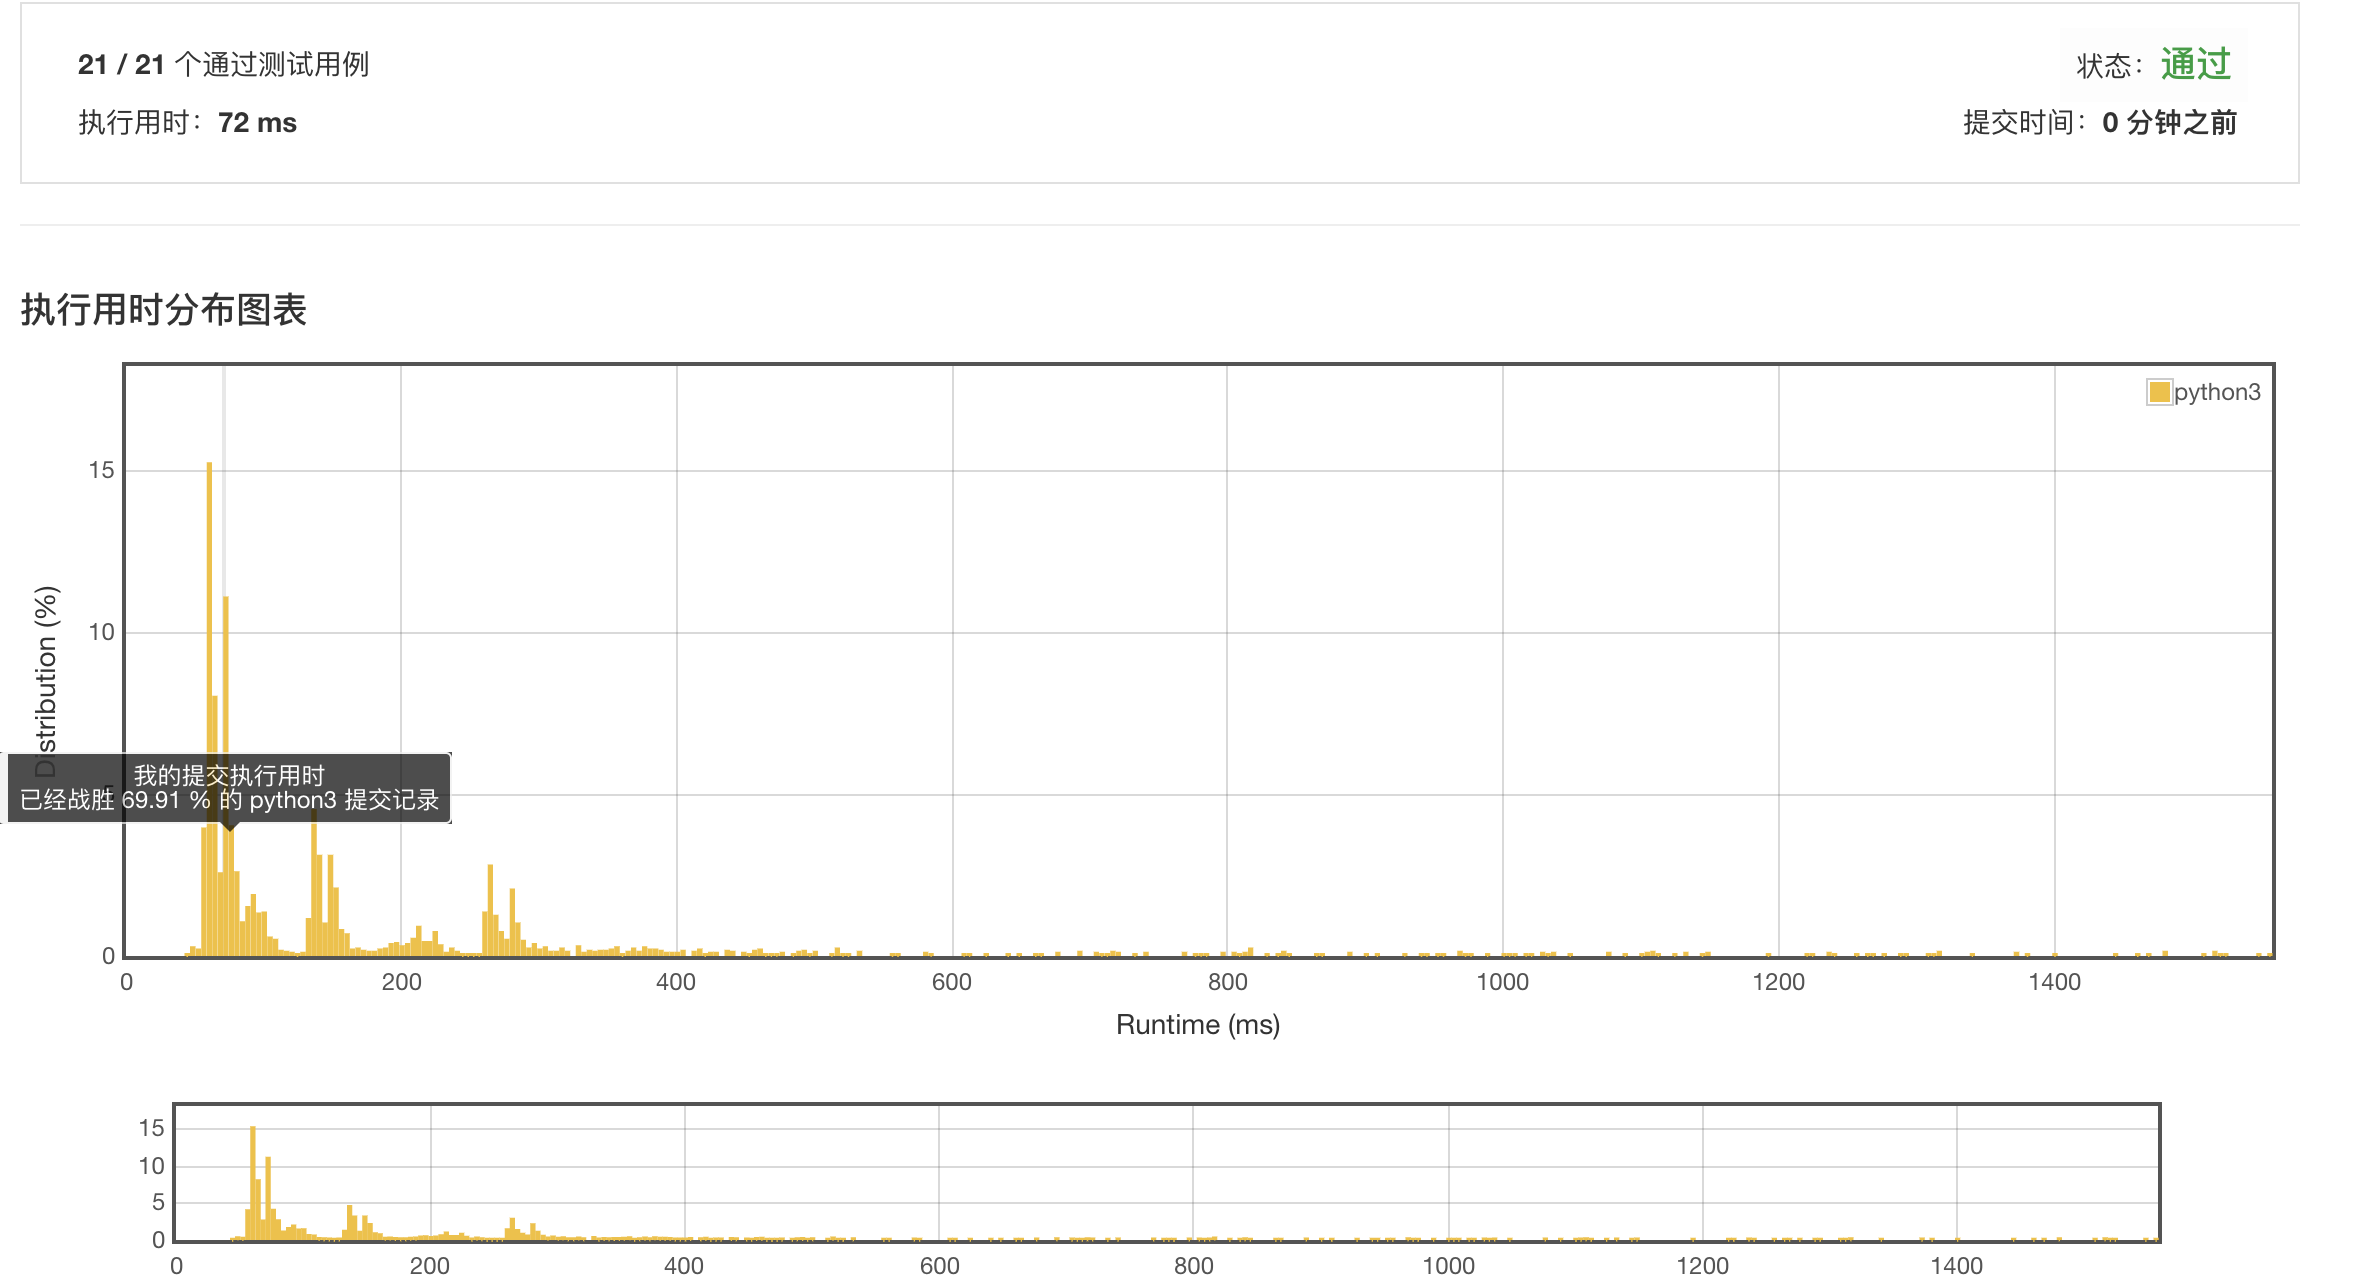 21 / 21 个通过测试用例
状态：通过
执行用时：72 ms
提交时间：0 分钟之前
执行用时分布图表
python3
15
10
5
0
Distribution (%)
我的提交执行用时
已经战胜 69.91 % 的 python3 提交记录
0 200 400 600 800 1000 1200 1400
Runtime (ms)
15
10
5
0
0 200 400 600 800 1000 1200 1400